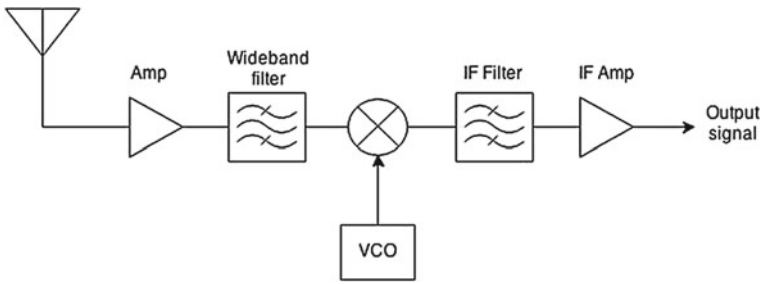 Amp
Wideband
filter
IF Filter
IF Amp
Output
signal
VCO